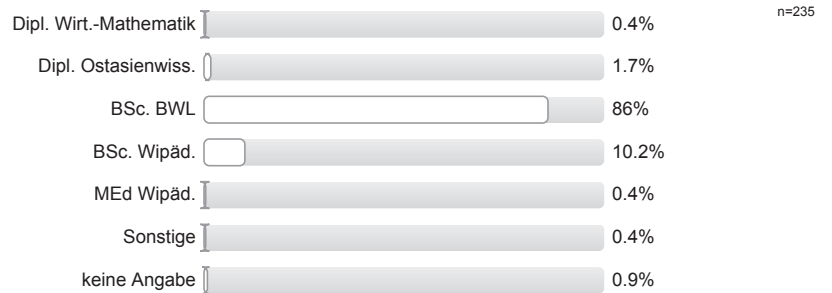 n=235
Dipl. Wirt.-Mathematik 0.4%
Dipl. Ostasienwiss. 1.7%
BSc. BWL 86%
BSc. Wipäd. 10.2%
MEd Wipäd. 0.4%
Sonstige 0.4%
keine Angabe 0.9%